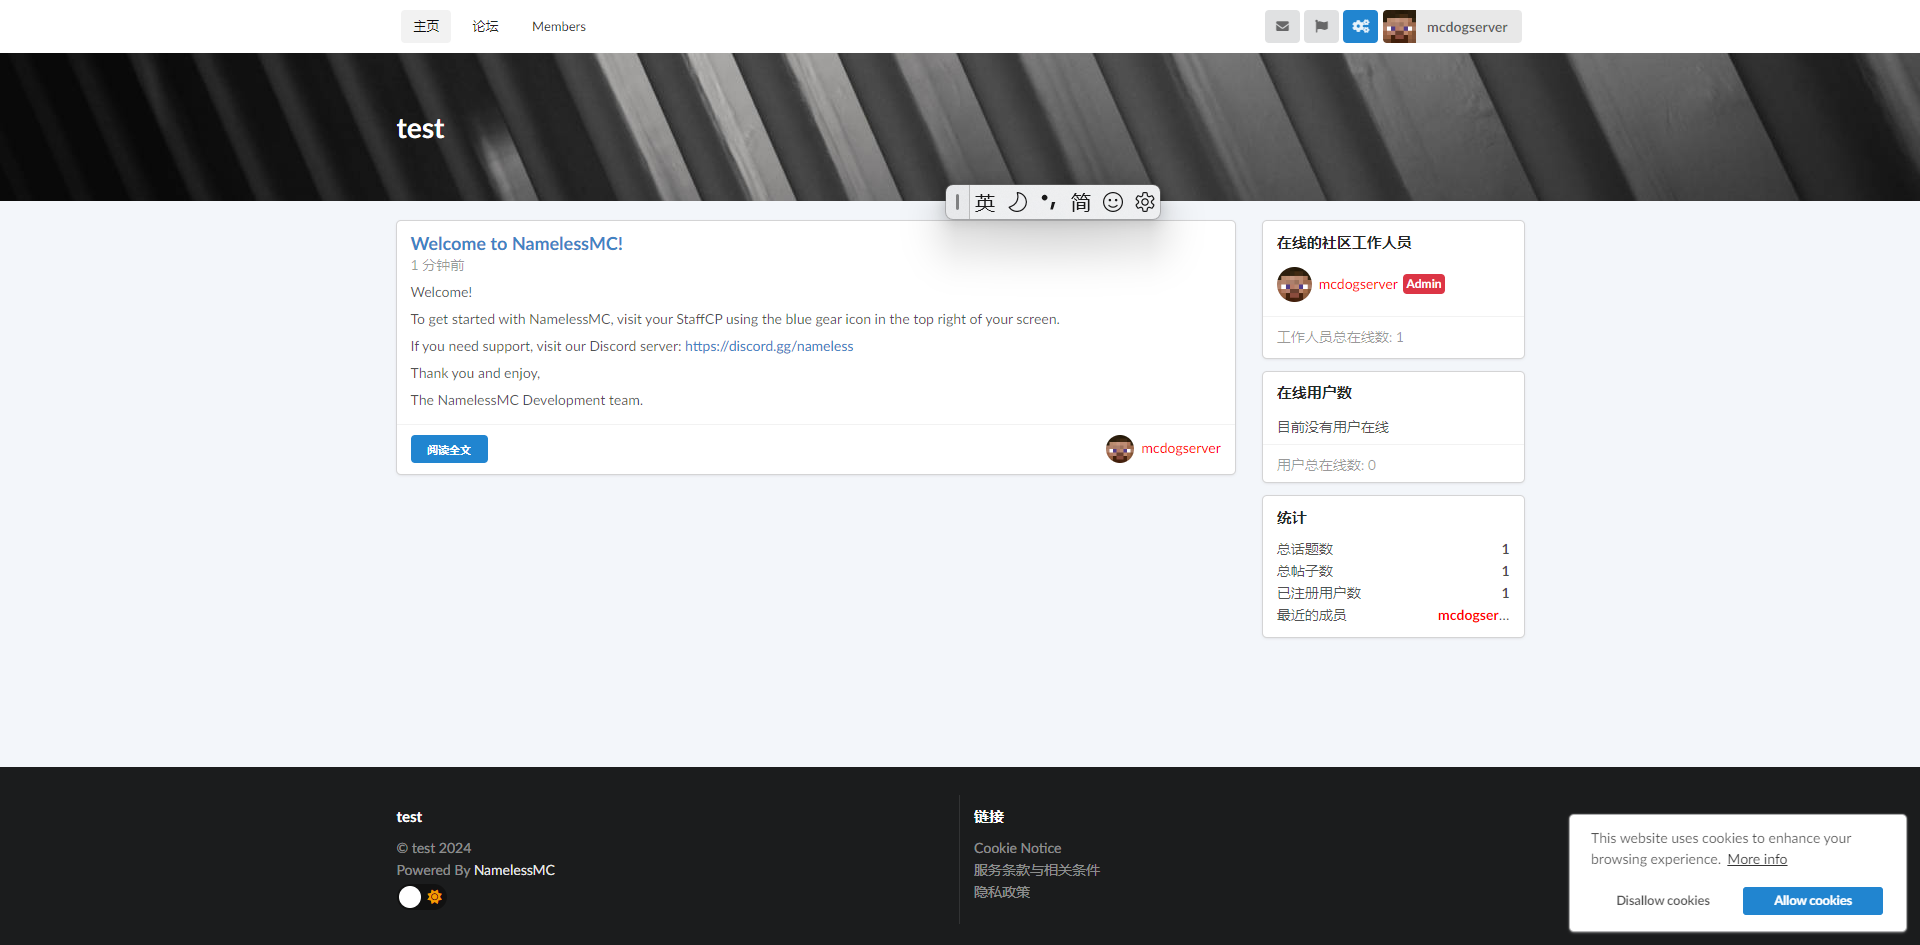 主页 论坛 Members mcdogserver
test
英 简
Welcome to NamelessMC!
1 分钟前
Welcome!
To get started with NamelessMC, visit your StaffCP using the blue gear icon in the top right of your screen.
If you need support, visit our Discord server: https://discord.gg/nameless
Thank you and enjoy,
The NamelessMC Development team.
阅读全文 mcdogserver
在线的社区工作人员
mcdogserver Admin
工作人员总在线数: 1
在线用户数
目前没有用户在线
用户总在线数: 0
统计
总话题数 1
总帖子数 1
已注册用户数 1
最近的成员 mcdogser...
test
© test 2024
Powered By NamelessMC
链接
Cookie Notice
服务条款与相关条件
隐私政策
This website uses cookies to enhance your
browsing experience. More info
Disallow cookies Allow cookies